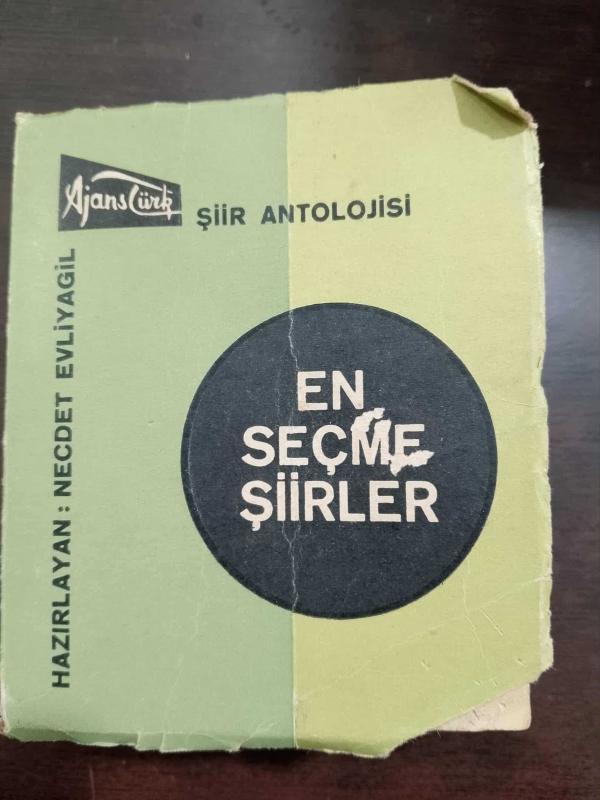 AjansTürk
ŞİİR ANTOLOJİSİ
HAZIRLAYAN: NECDET EVLİYAGİL
EN
SEÇME
ŞİİRLER